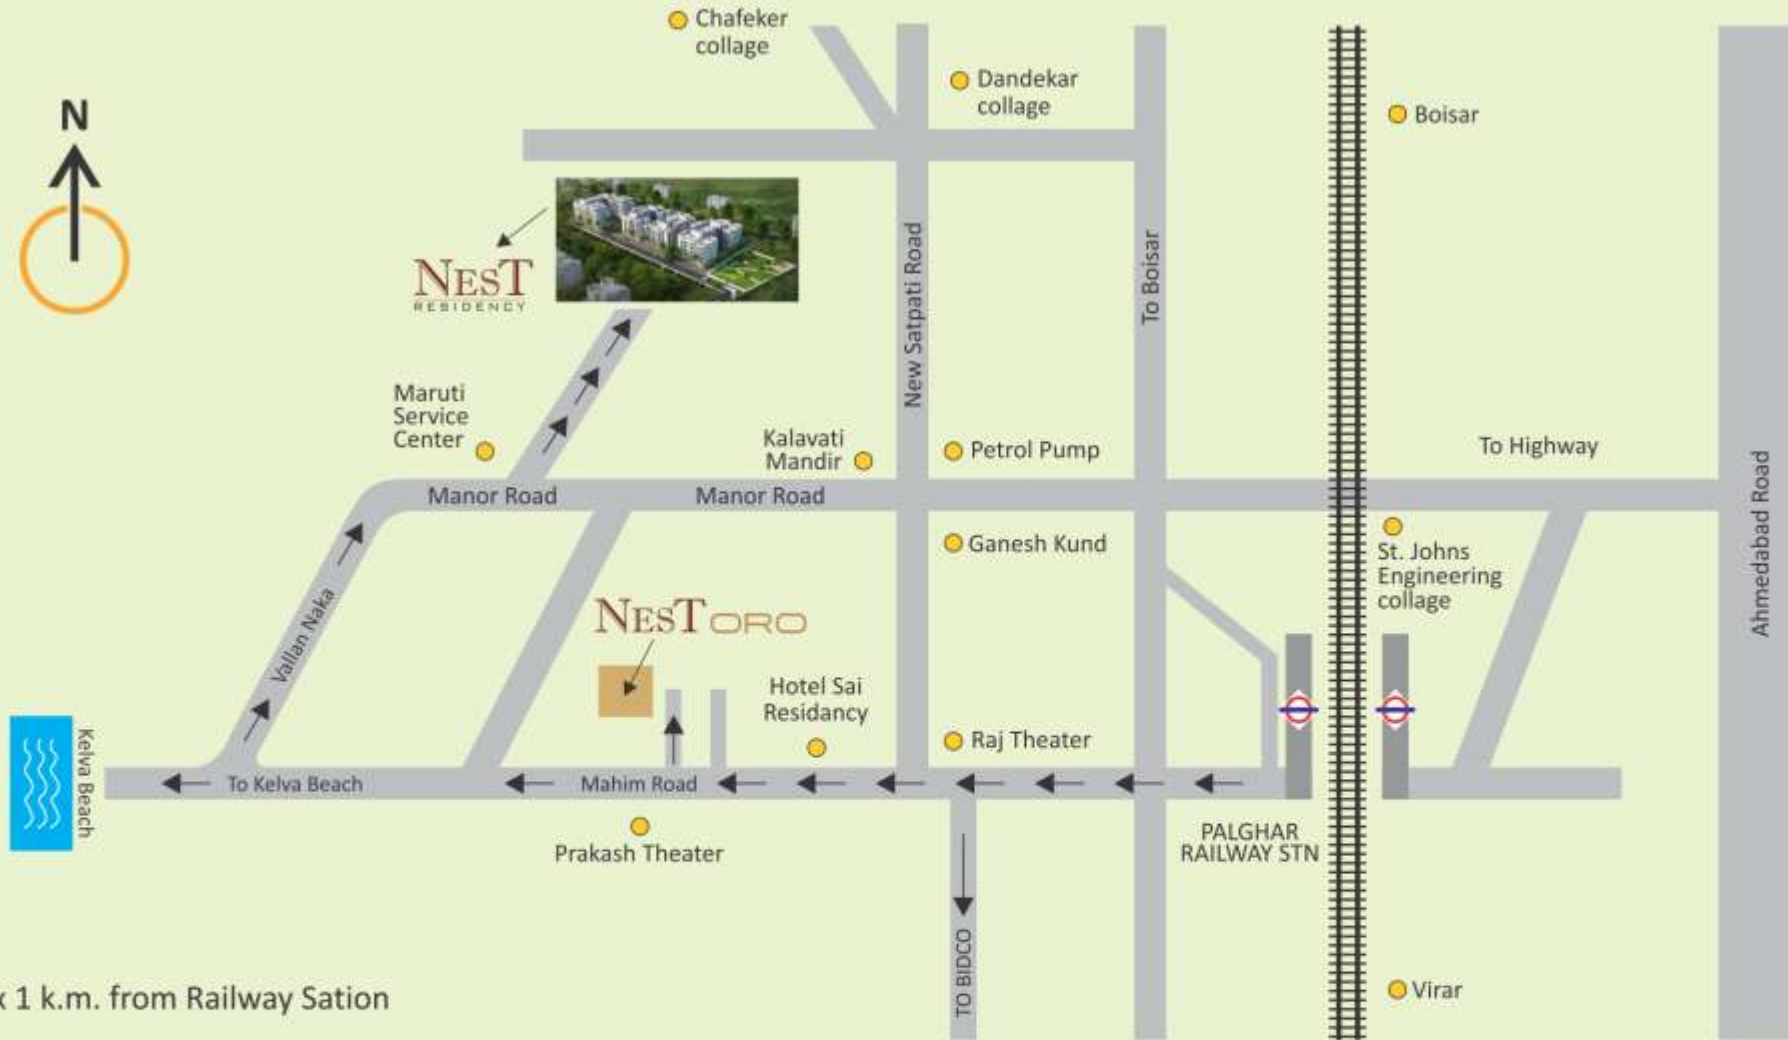 Chafeker
collage
Dandekar
collage
N
Boisar
NEST
RESIDENCY
New Satpati Road
To Boisar
Maruti
Service
Center
Kalavati
Mandir
Petrol Pump
To Highway
Manor Road
Manor Road
Ahmedabad Road
Ganesh Kund
St. Johns
Engineering
collage
Vallan Naka
NEST ORO
Hotel Sai
Residancy
Raj Theater
Kelva Beach
To Kelva Beach
Mahim Road
Prakash Theater
PALGHAR
RAILWAY STN
TO BIDCO
Virar
1 k.m. from Railway Sation